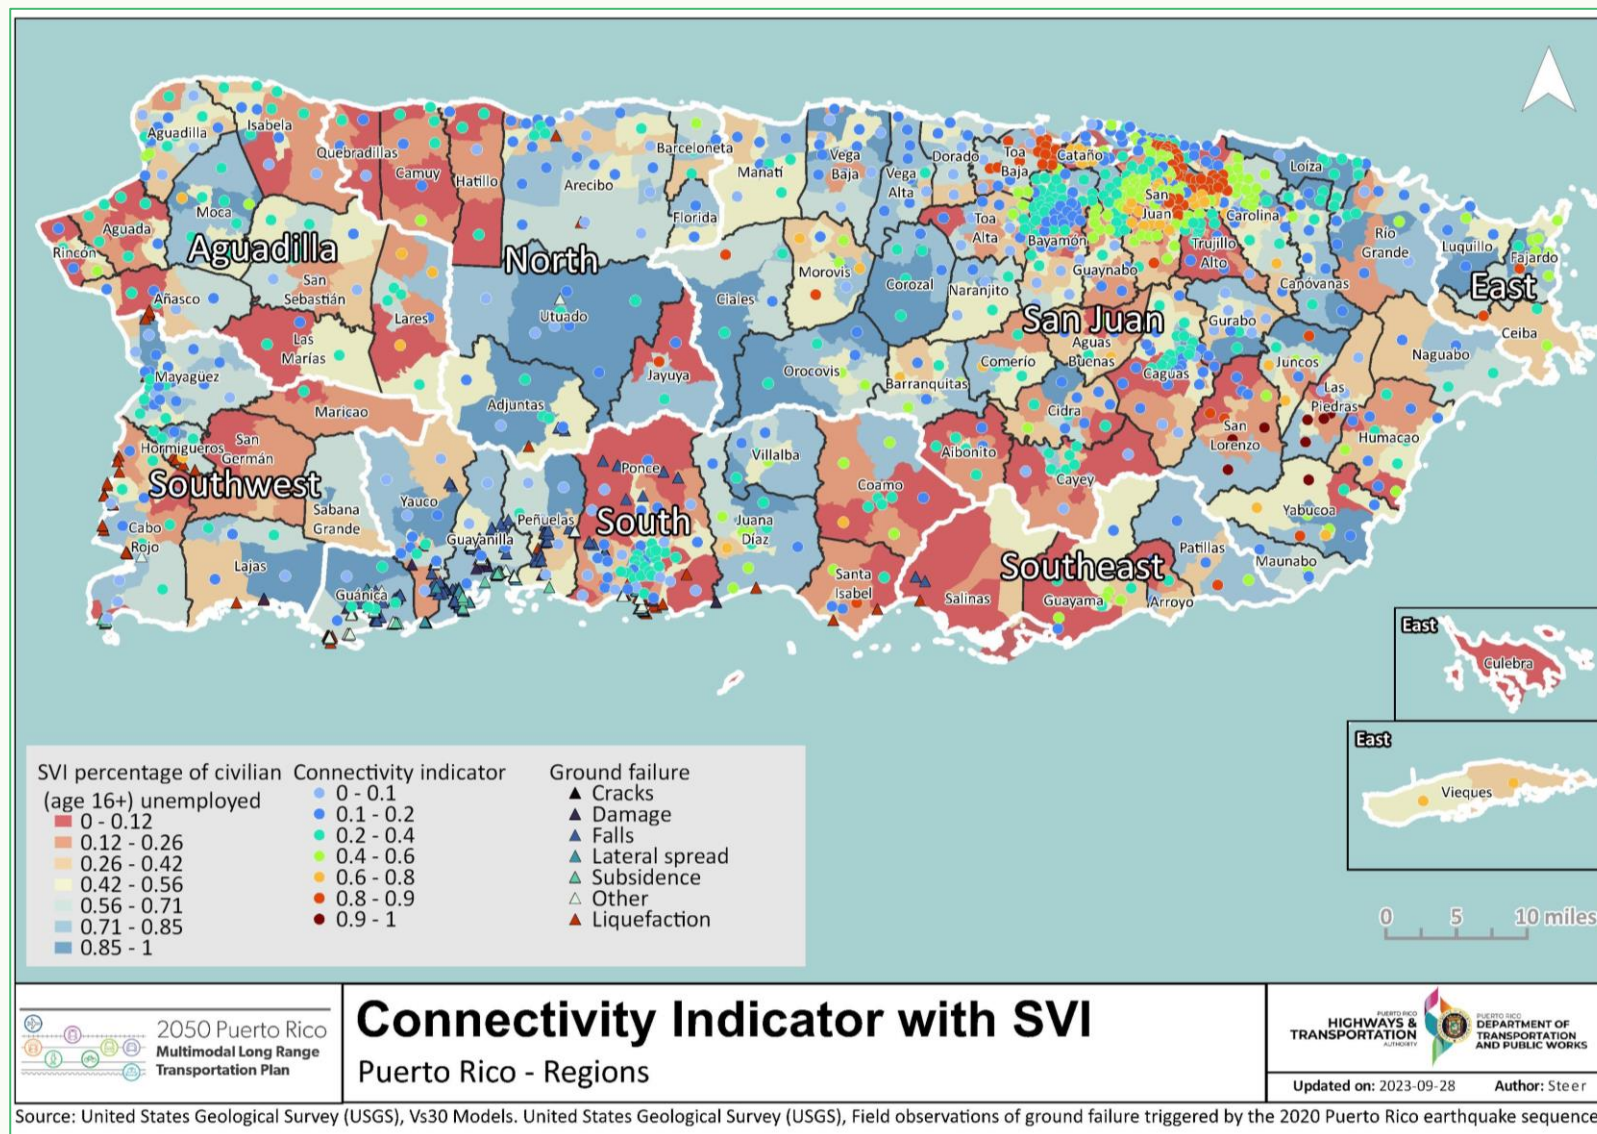 Aguadilla
Isabela
Quebradillas
Camuy
Hatillo
Arecibo
Barceloneta
Manatí
Vega
Baja
Vega
Alta
Dorado
Toa
Baja
Cataño
San
Juan
Loíza
Carolina
Moca
Aguada
Rincón
Aguadilla
Florida
Toa
Alta
Bayamón
Trujillo
Alto
Río
Grande
Luquillo
Fajardo
North
East
Añasco
San
Sebastián
Lares
Utuado
Ciales
Morovis
Corozal
Naranjito
Guaynabo
Canóvanas
Ceiba
San Juan
Gurabo
Las
Marías
Mayagüez
Jayuya
Orocovis
Barranquitas
Comerío
Aguas
Buenas
Caguas
Juncos
Naguabo
Las
Piedras
Maricao
Adjuntas
Cidra
San
Lorenzo
Humacao
Hormigueros
San
Germán
Ponce
Villalba
Aibonito
Cayey
Southwest
Yauco
Coamo
Yabucoa
Sabana
Grande
Peñuelas
South
Juana
Díaz
Cabo
Rojo
Guayanilla
Patillas
Maunabo
Lajas
Guánica
Santa
Isabel
Southeast
Salinas
Guayama
Arroyo
East
Culebra
East
Vieques
SVI percentage of civilian
(age 16+) unemployed
0 - 0.12
0.12 - 0.26
0.26 - 0.42
0.42 - 0.56
0.56 - 0.71
0.71 - 0.85
0.85 - 1
Connectivity indicator
0 - 0.1
0.1 - 0.2
0.2 - 0.4
0.4 - 0.6
0.6 - 0.8
0.8 - 0.9
0.9 - 1
Ground failure
Cracks
Damage
Falls
Lateral spread
Subsidence
Other
Liquefaction
0 5 10 miles
2050 Puerto Rico
Multimodal Long Range
Transportation Plan
Connectivity Indicator with SVI
Puerto Rico - Regions
PUERTO RICO
HIGHWAYS &
TRANSPORTATION
AUTHORITY
PUERTO RICO
DEPARTMENT OF
TRANSPORTATION
AND PUBLIC WORKS
Updated on: 2023-09-28 Author: Steer
Source: United States Geological Survey (USGS), Vs30 Models. United States Geological Survey (USGS), Field observations of ground failure triggered by the 2020 Puerto Rico earthquake sequence